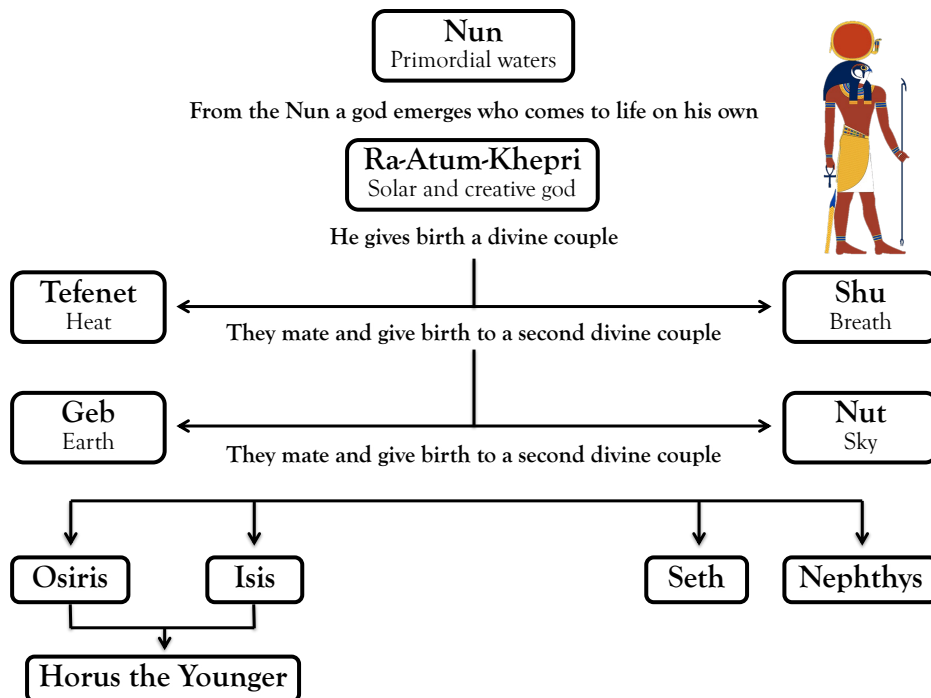 Nun
Primordial waters
From the Nun a god emerges who comes to life on his own
Ra-Atum-Khepri
Solar and creative god
He gives birth a divine couple
Tefenet
Heat
Shu
Breath
They mate and give birth to a second divine couple
Geb
Earth
Nut
Sky
They mate and give birth to a second divine couple
Osiris
Isis
Seth
Nephthys
Horus the Younger